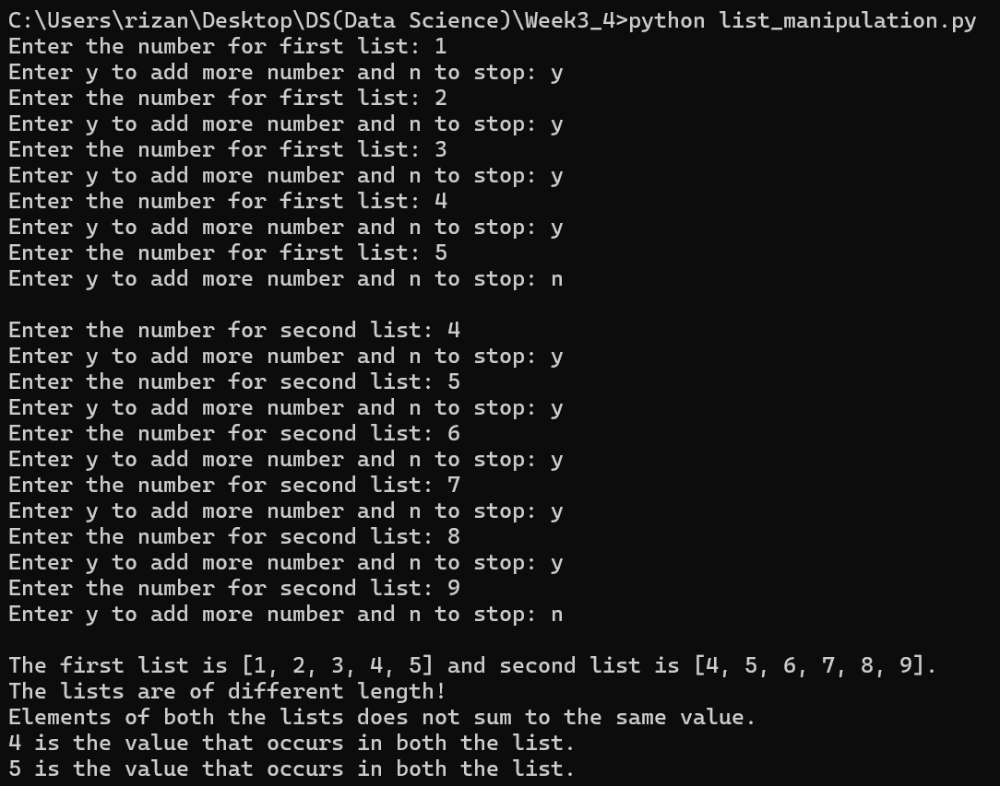 C:\Users\rizan\Desktop\DS(Data Science)\Week3_4>python list_manipulation.py
Enter the number for first list: 1
Enter y to add more number and n to stop: y
Enter the number for first list: 2
Enter y to add more number and n to stop: y
Enter the number for first list: 3
Enter y to add more number and n to stop: y
Enter the number for first list: 4
Enter y to add more number and n to stop: y
Enter the number for first list: 5
Enter y to add more number and n to stop: n
Enter the number for second list: 4
Enter y to add more number and n to stop: y
Enter the number for second list: 5
Enter y to add more number and n to stop: y
Enter the number for second list: 6
Enter y to add more number and n to stop: y
Enter the number for second list: 7
Enter y to add more number and n to stop: y
Enter the number for second list: 8
Enter y to add more number and n to stop: y
Enter the number for second list: 9
Enter y to add more number and n to stop: n
The first list is [1, 2, 3, 4, 5] and second list is [4, 5, 6, 7, 8, 9].
The lists are of different length!
Elements of both the lists does not sum to the same value.
4 is the value that occurs in both the list.
5 is the value that occurs in both the list.